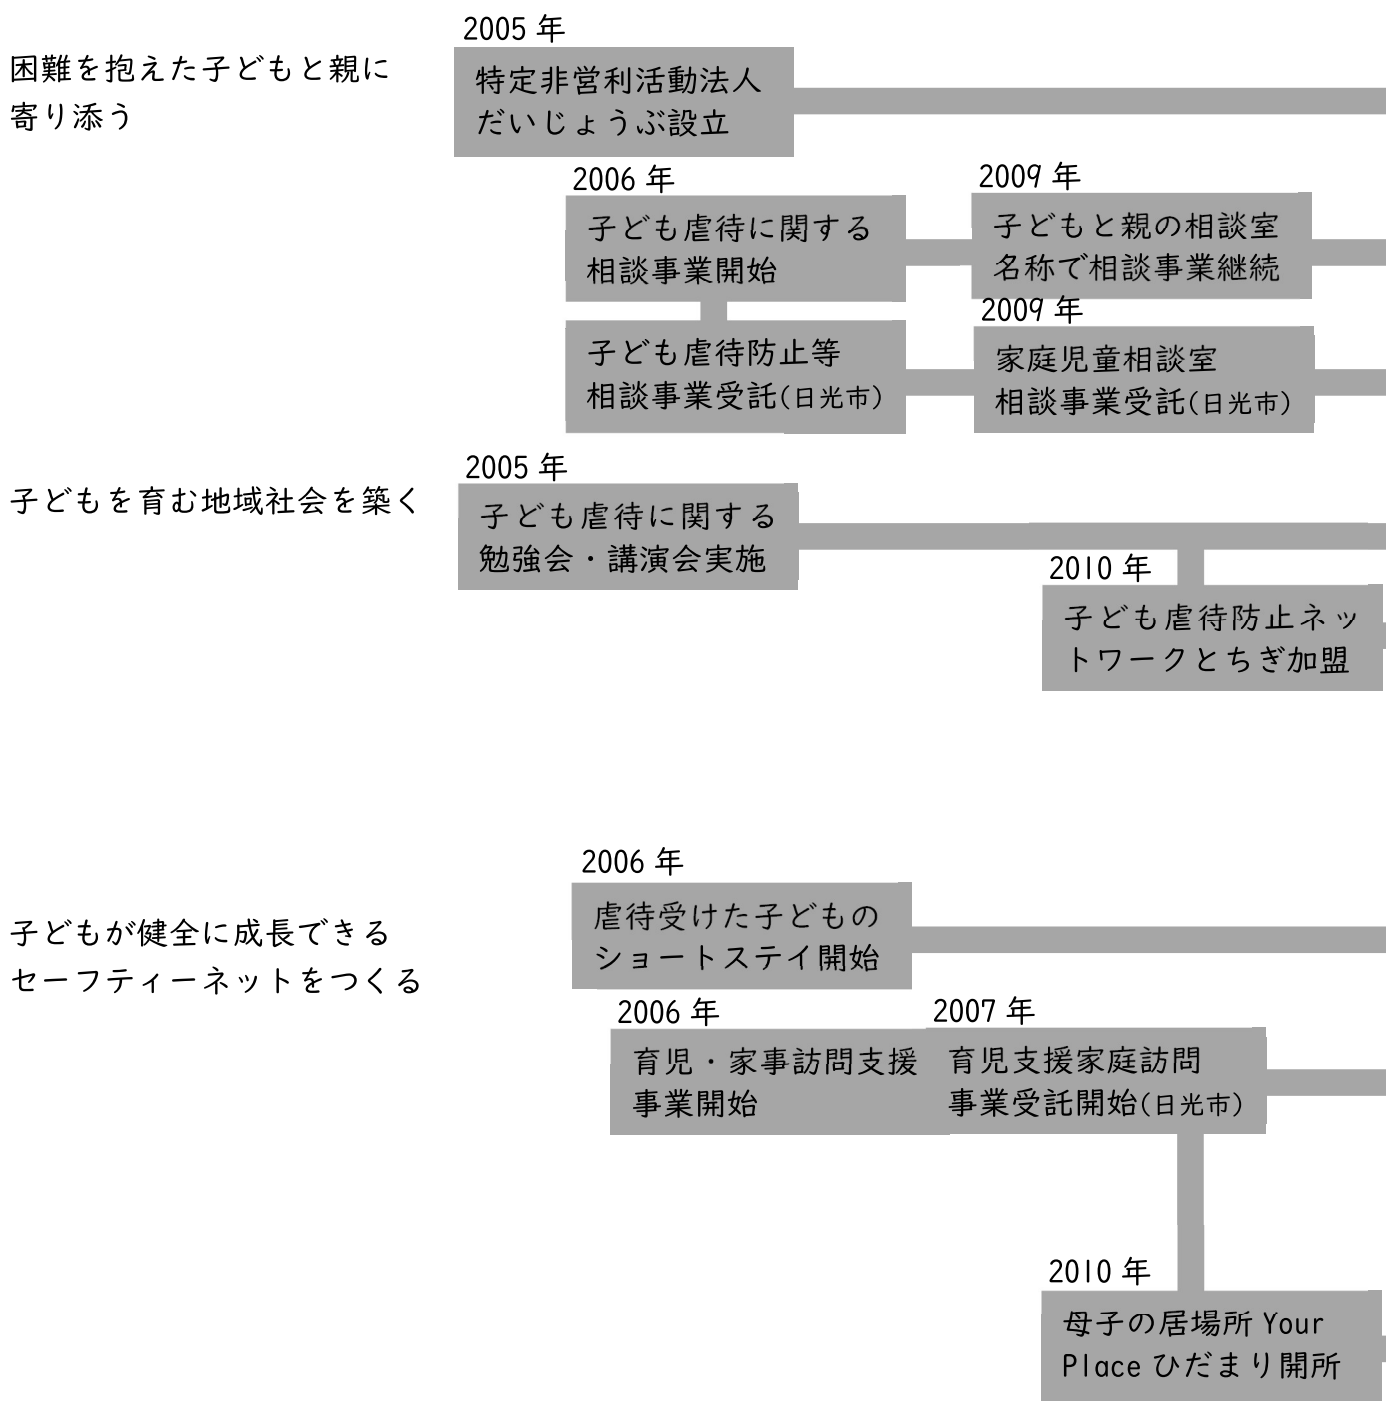 困難を抱えた子どもと親に
寄り添う
2005 年
特定非営利活動法人
だいじょうぶ設立
2006 年
子ども虐待に関する
相談事業開始
2009 年
子どもと親の相談室
名称で相談事業継続
子ども虐待防止等
相談事業受託(日光市)
2009 年
家庭児童相談室
相談事業受託(日光市)
子どもを育む地域社会を築く
2005 年
子ども虐待に関する
勉強会・講演会実施
2010 年
子ども虐待防止ネッ
トワークとちぎ加盟
子どもが健全に成長できる
セーフティーネットをつくる
2006 年
虐待受けた子どもの
ショートステイ開始
2006 年
育児・家事訪問支援
事業開始
2007 年
育児支援家庭訪問
事業受託開始(日光市)
2010 年
母子の居場所 Your
Place ひだまり開所